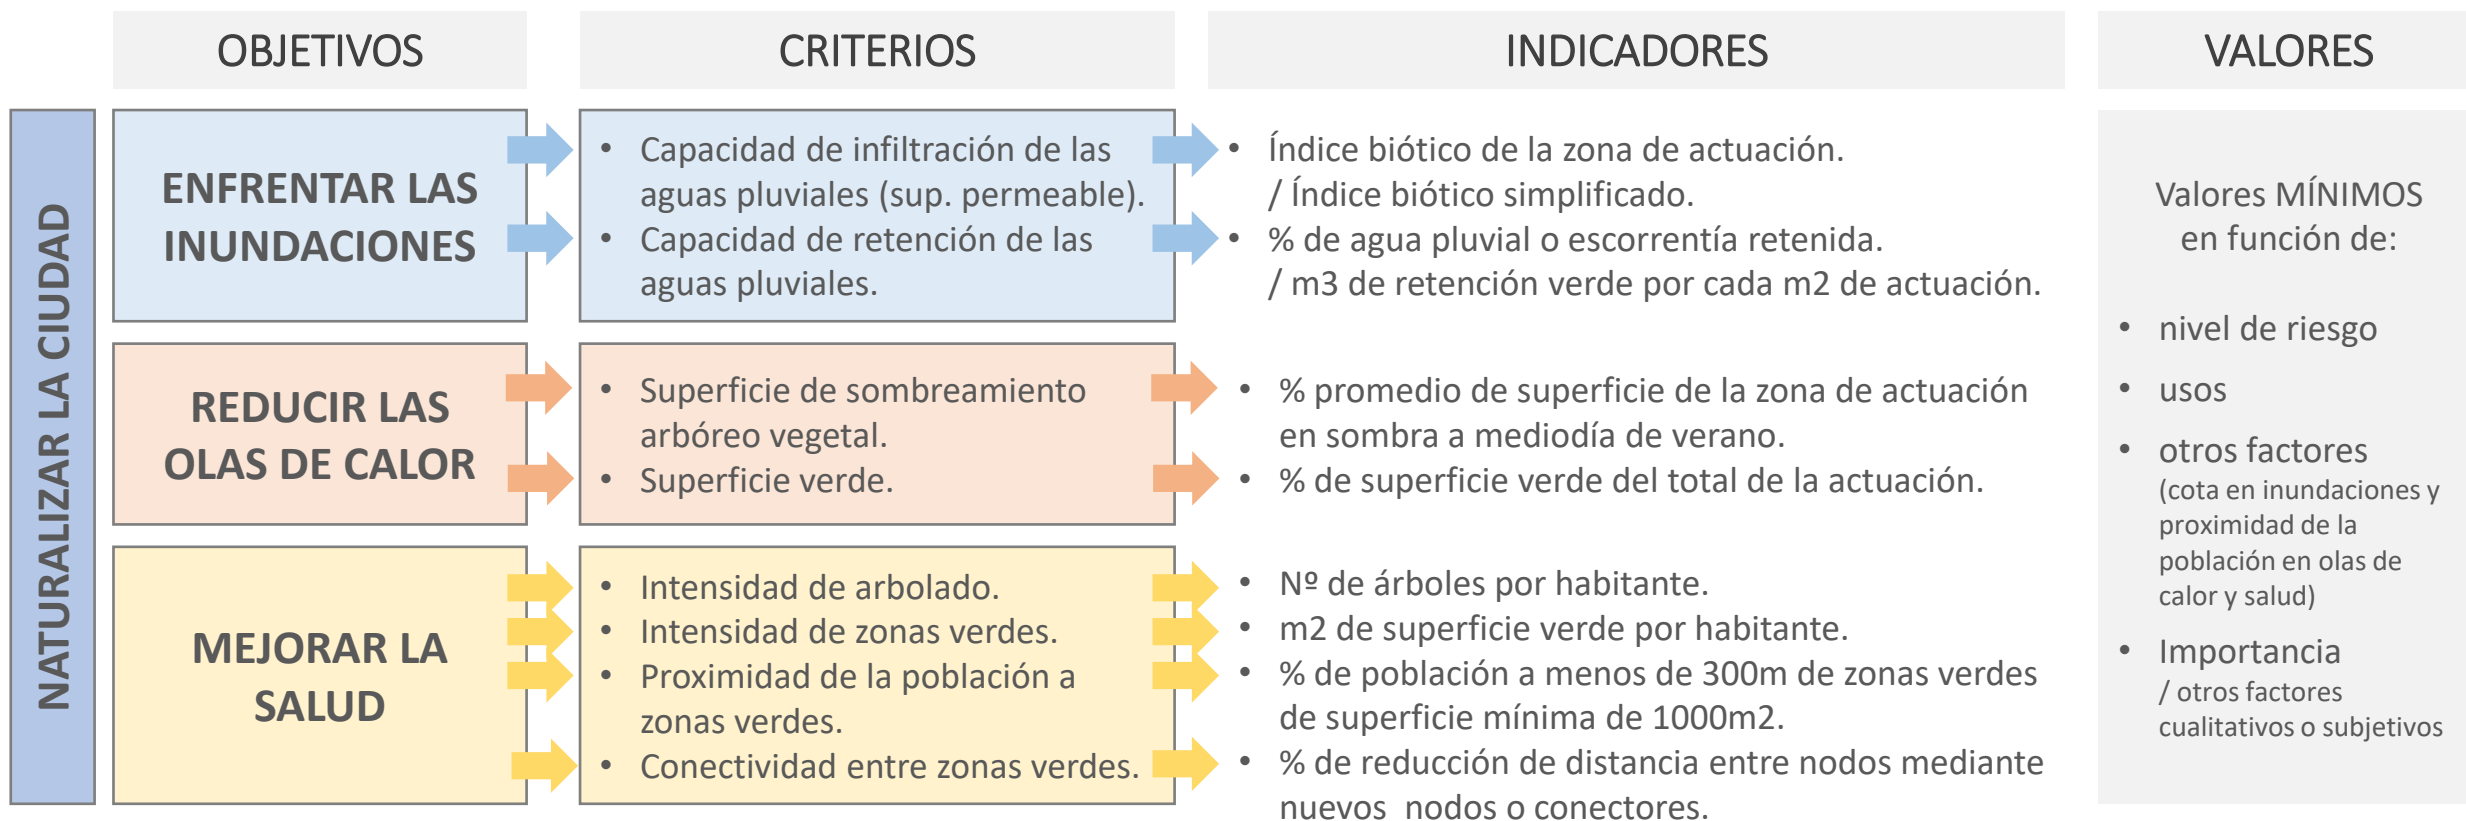 OBJETIVOS
CRITERIOS
INDICADORES
VALORES
NATURALIZAR LA CIUDAD
ENFRENTAR LAS
INUNDACIONES
• Capacidad de infiltración de las
aguas pluviales (sup. permeable).
• Capacidad de retención de las
aguas pluviales.
• Índice biótico de la zona de actuación.
/ Índice biótico simplificado.
• % de agua pluvial o escorrentía retenida.
/ m3 de retención verde por cada m2 de actuación.
REDUCIR LAS
OLAS DE CALOR
• Superficie de sombreamiento
arbóreo vegetal.
• Superficie verde.
• % promedio de superficie de la zona de actuación
en sombra a mediodía de verano.
• % de superficie verde del total de la actuación.
MEJORAR LA
SALUD
• Intensidad de arbolado.
• Intensidad de zonas verdes.
• Proximidad de la población a
zonas verdes.
• Conectividad entre zonas verdes.
• Nº de árboles por habitante.
• m2 de superficie verde por habitante.
• % de población a menos de 300m de zonas verdes
de superficie mínima de 1000m2.
• % de reducción de distancia entre nodos mediante
nuevos nodos o conectores.
Valores MÍNIMOS
en función de:
• nivel de riesgo
• usos
• otros factores
(cota en inundaciones y
proximidad de la
población en olas de
calor y salud)
• Importancia
/ otros factores
cualitativos o subjetivos